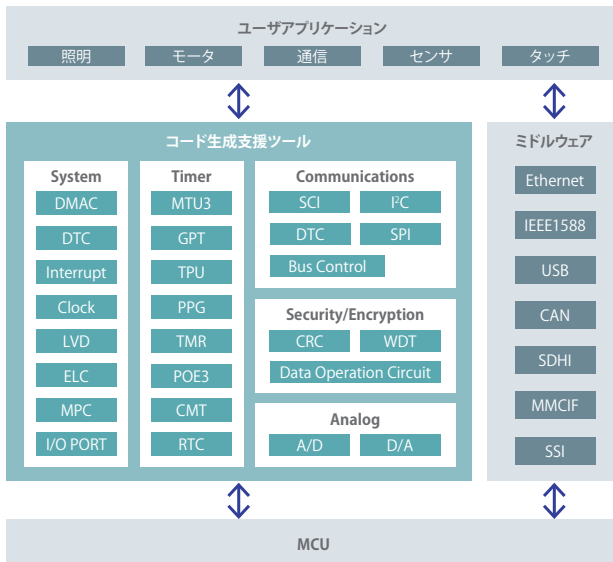 ユーザアプリケーション
照明
モータ
通信
センサ
タッチ
コード生成支援ツール
System
DMAC
DTC
Interrupt
Clock
LVD
ELC
MPC
I/O PORT
Timer
MTU3
GPT
TPU
PPG
TMR
POE3
CMT
RTC
Communications
SCI
I²C
DTC
SPI
Bus Control
Security/Encryption
CRC
WDT
Data Operation Circuit
Analog
A/D
D/A
ミドルウェア
Ethernet
IEEE1588
USB
CAN
SDHI
MMCIF
SSI
MCU